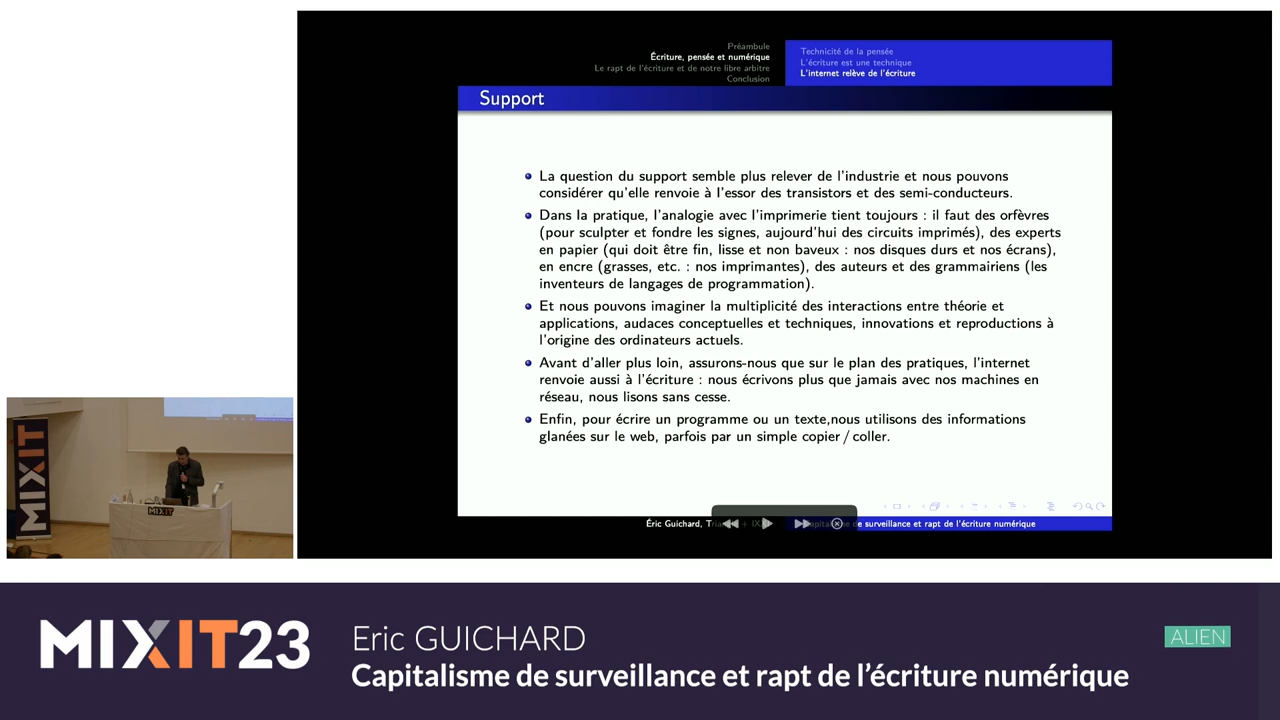 Préambule
Écriture, pensée et numérique
Le rapt de l'écriture et de notre libre arbitre
Conclusion
Technicité de la pensée
L'écriture est une technique
L'internet relève de l'écriture
Support
La question du support semble plus relever de l'industrie et nous pouvons
considérer qu'elle renvoie à l'essor des transistors et des semi-conducteurs.
Dans la pratique, l'analogie avec l'imprimerie tient toujours : il faut des orfèvres
(pour sculpter et fondre les signes, aujourd'hui des circuits imprimés), des experts
en papier (qui doit être fin, lisse et non baveux : nos disques durs et nos écrans),
en encre (grasses, etc. : nos imprimantes), des auteurs et des grammairiens (les
inventeurs de langages de programmation).
Et nous pouvons imaginer la multiplicité des interactions entre théorie et
applications, audaces conceptuelles et techniques, innovations et reproductions à
l'origine des ordinateurs actuels.
Avant d'aller plus loin, assurons-nous que sur le plan des pratiques, l'internet
renvoie aussi à l'écriture : nous écrivons plus que jamais avec nos machines en
réseau, nous lisons sans cesse.
Enfin, pour écrire un programme ou un texte,nous utilisons des informations
glanées sur le web, parfois par un simple copier / coller.
Éric Guichard,
de surveillance et rapt de l'écriture numérique
MIXIT
MIXIT
MIXIT23
Eric GUICHARD
ALIEN
Capitalisme de surveillance et rapt de l'écriture numérique